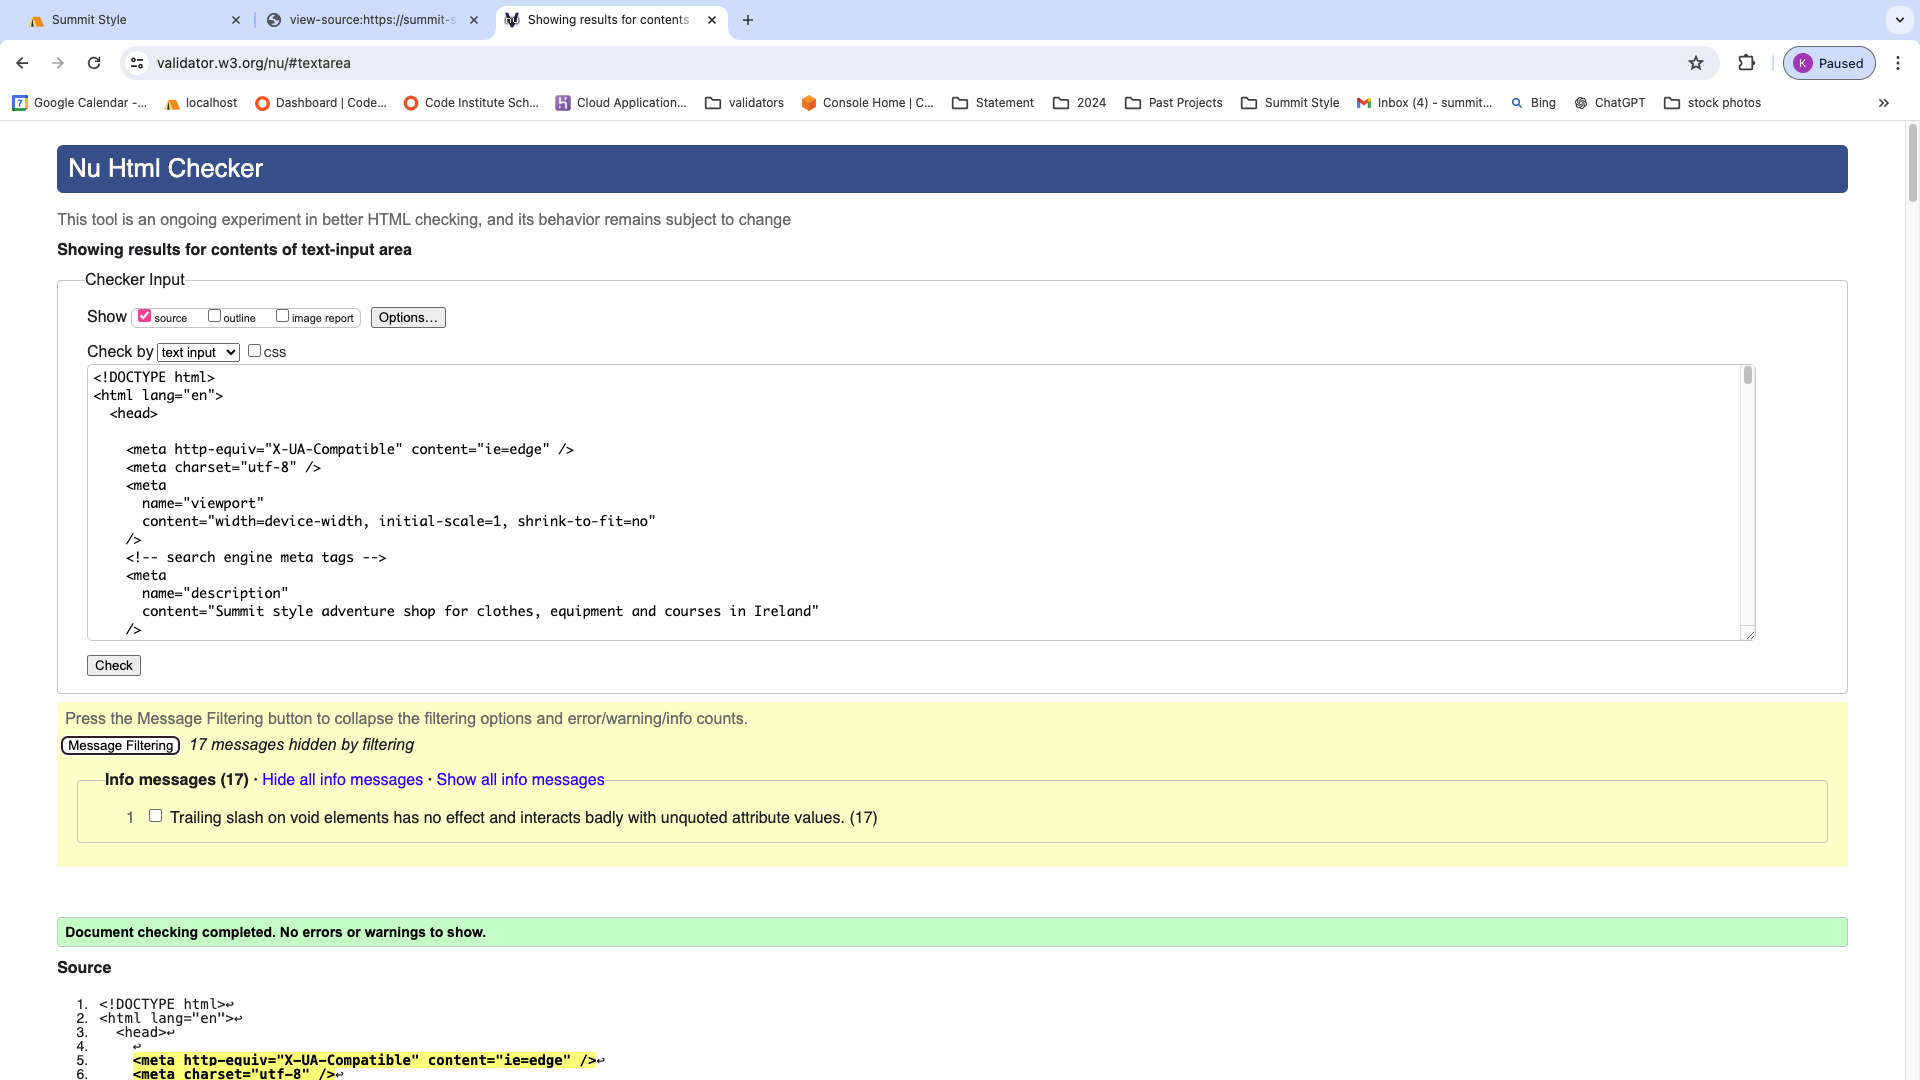 Summit Style
view-source:https://summit-s
Showing results for contents
validator.w3.org/nu/#textarea
K Paused
Google Calendar -...
localhost
Dashboard | Code...
Code Institute Sch...
Cloud Application...
validators
Console Home | C...
Statement
2024
Past Projects
Summit Style
Inbox (4) - summit...
Bing
ChatGPT
stock photos
Nu Html Checker
This tool is an ongoing experiment in better HTML checking, and its behavior remains subject to change
Showing results for contents of text-input area
Checker Input
Show source outline image report Options...
Check by text input CSS
<!DOCTYPE html>
<html lang="en">
<head>
<meta http-equiv="X-UA-Compatible" content="ie=edge" />
<meta charset="utf-8" />
<meta
name="viewport"
content="width=device-width, initial-scale=1, shrink-to-fit=no"
/>
<!-- search engine meta tags -->
<meta
name="description"
content="Summit style adventure shop for clothes, equipment and courses in Ireland"
/>
Check
Press the Message Filtering button to collapse the filtering options and error/warning/info counts.
Message Filtering 17 messages hidden by filtering
Info messages (17) · Hide all info messages · Show all info messages
1 Trailing slash on void elements has no effect and interacts badly with unquoted attribute values. (17)
Document checking completed. No errors or warnings to show.
Source
1. <!DOCTYPE html>↩
2. <html lang="en">↩
3. <head>↩
4. ↩
5. <meta http-equiv="X-UA-Compatible" content="ie=edge" />↩
6. <meta charset="utf-8" />↩